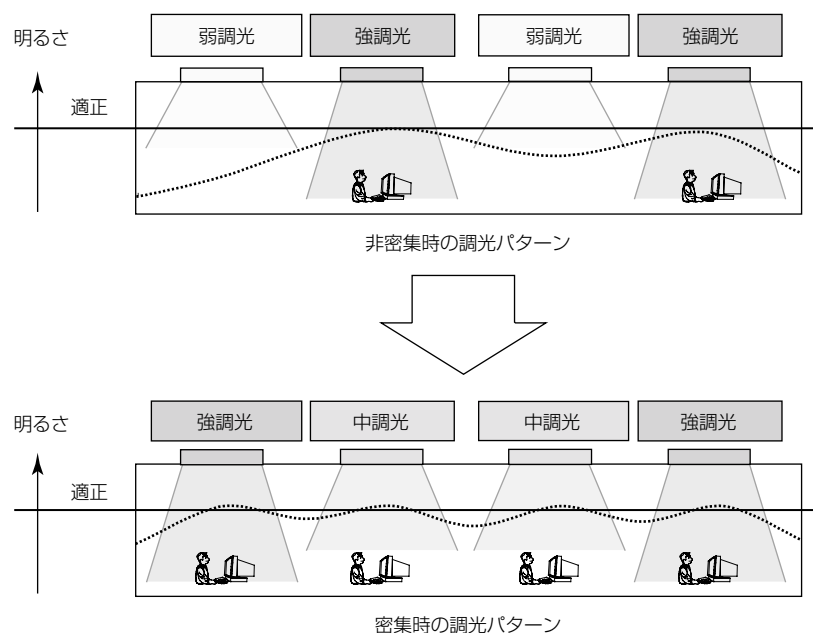 明るさ
弱調光
強調光
弱調光
強調光
適正
非密集時の調光パターン
明るさ
強調光
中調光
中調光
強調光
適正
密集時の調光パターン